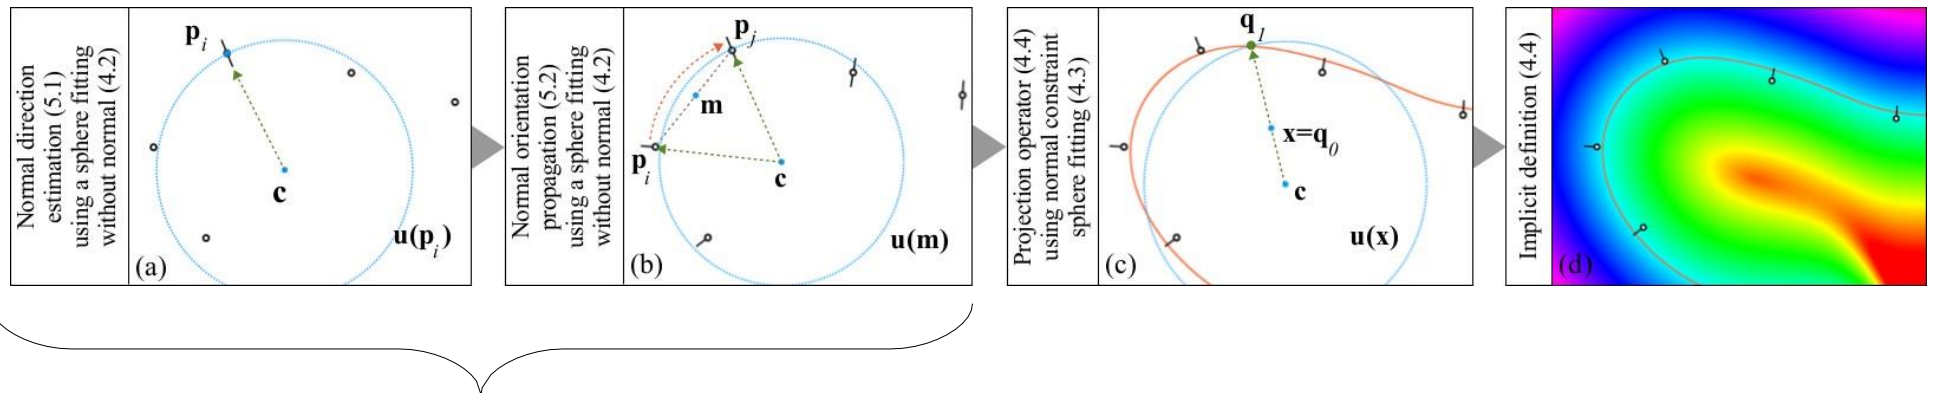 Normal direction
estimation (5.1)
using a sphere fitting
without normal (4.2)
p_i
c
u(p_i)
(a)
Normal orientation
propagation (5.2)
using a sphere fitting
without normal (4.2)
p_j
m
p_i
c
u(m)
(b)
Projection operator (4.4)
using normal constraint
sphere fitting (4.3)
q_1
x=q_0
c
u(x)
(c)
Implicit definition (4.4)
(d)